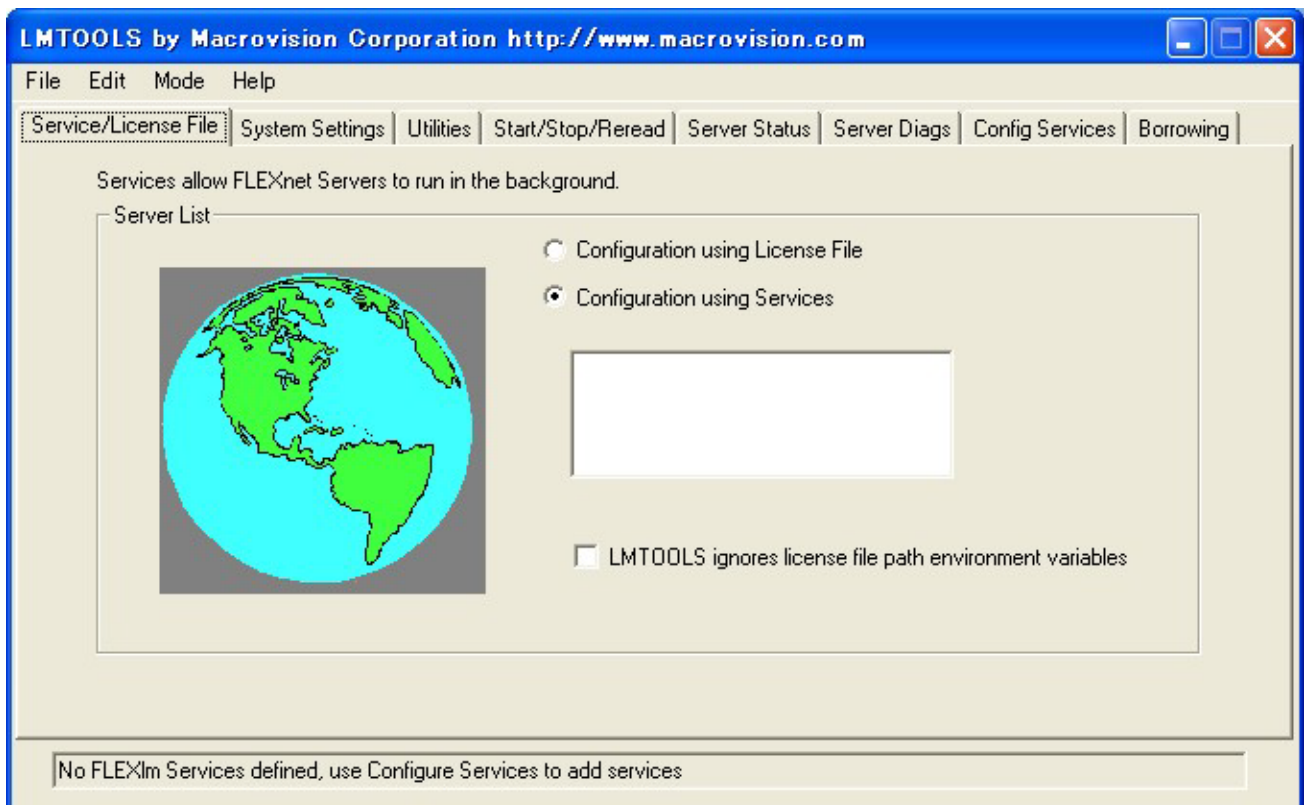 LMTOOLS by Macrovision Corporation http://www.macrovision.com
File Edit Mode Help
Service/License File System Settings Utilities Start/Stop/Reread Server Status Server Diags Config Services Borrowing
Services allow FLEXnet Servers to run in the background.
Server List
Configuration using License File
Configuration using Services
LMTOOLS ignores license file path environment variables
No FLEXlm Services defined, use Configure Services to add services